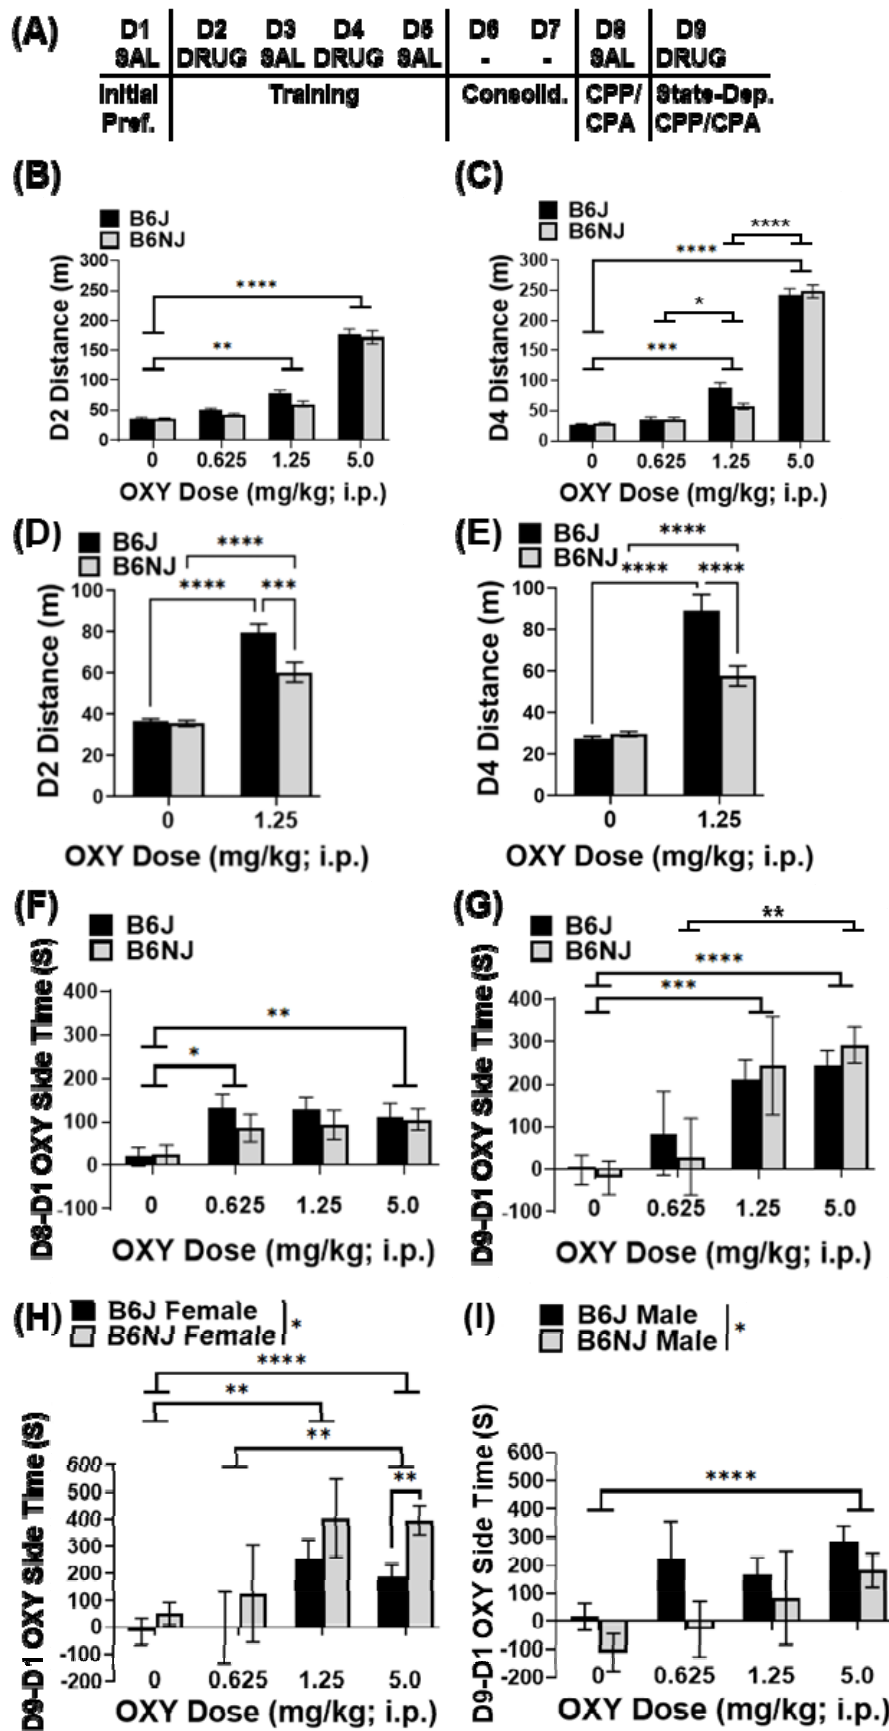 (A)
D1 D2 D3 D4 D5 D6 D7 D8 D9
SAL DRUG SAL DRUG SAL - - SAL DRUG
Initial Training Consolid. CPP/ State-Dep.
Pref. CPA CPP/CPA
(B)
B6J
B6NJ
D2 Distance (m)
300
250
200
150
100
50
0
****
**
0 0.625 1.25 5.0
OXY Dose (mg/kg; i.p.)
(C)
B6J
B6NJ
D4 Distance (m)
300
250
200
150
100
50
0
****
****
*
***
0 0.625 1.25 5.0
OXY Dose (mg/kg; i.p.)
(D)
B6J
B6NJ
D2 Distance (m)
100
80
60
40
20
0
****
**** ***
0 1.25
OXY Dose (mg/kg; i.p.)
(E)
B6J
B6NJ
D4 Distance (m)
100
80
60
40
20
0
****
**** ****
0 1.25
OXY Dose (mg/kg; i.p.)
(F)
B6J
B6NJ
D8-D1 OXY Side Time (S)
400
300
200
100
0
-100
**
*
0 0.625 1.25 5.0
OXY Dose (mg/kg; i.p.)
(G)
B6J
B6NJ
D9-D1 OXY Side Time (S)
400
300
200
100
0
-100
**
****
***
0 0.625 1.25 5.0
OXY Dose (mg/kg; i.p.)
(H)
B6J Female
B6NJ Female
*
D9-D1 OXY Side Time (S)
600
500
400
300
200
100
0
-100
-200
****
**
**
**
0 0.625 1.25 5.0
OXY Dose (mg/kg; i.p.)
(I)
B6J Male
B6NJ Male
*
D9-D1 OXY Side Time (S)
600
500
400
300
200
100
0
-100
-200
****
0 0.625 1.25 5.0
OXY Dose (mg/kg; i.p.)